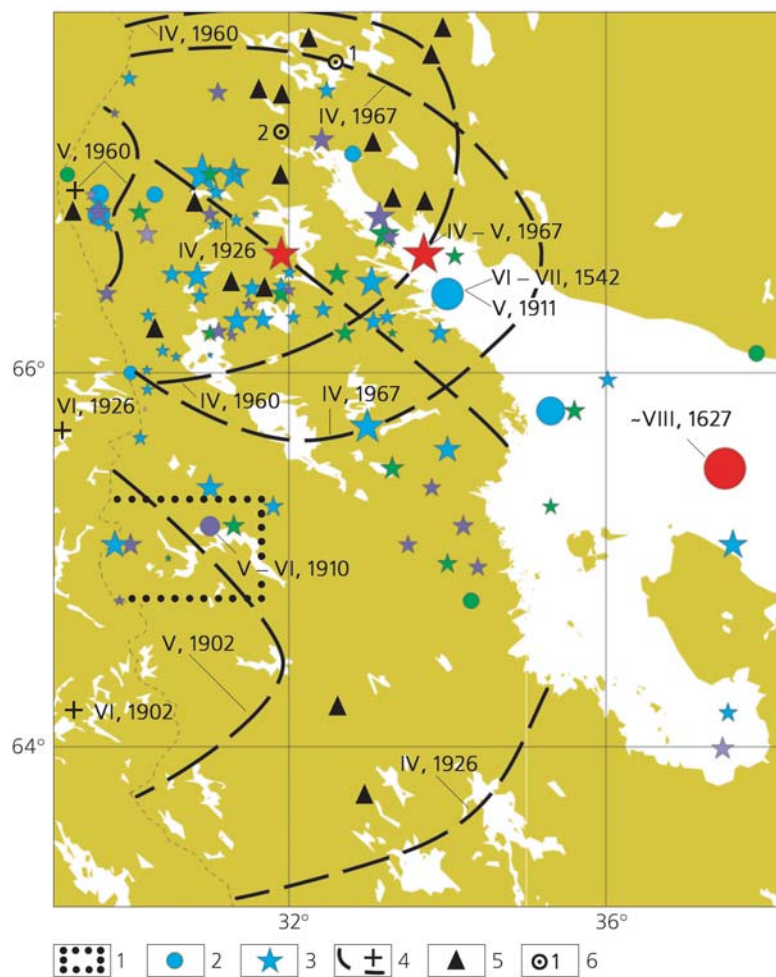 IV, 1960
1
IV, 1967
2
V, 1960
IV, 1926
IV – V, 1967
VI – VII, 1542
V, 1911
66°
IV, 1960
IV, 1967
VI, 1926
~VIII, 1627
V – VI, 1910
V, 1902
VI, 1902
64°
IV, 1926
32°
36°
1
2
3
4
5
1
6